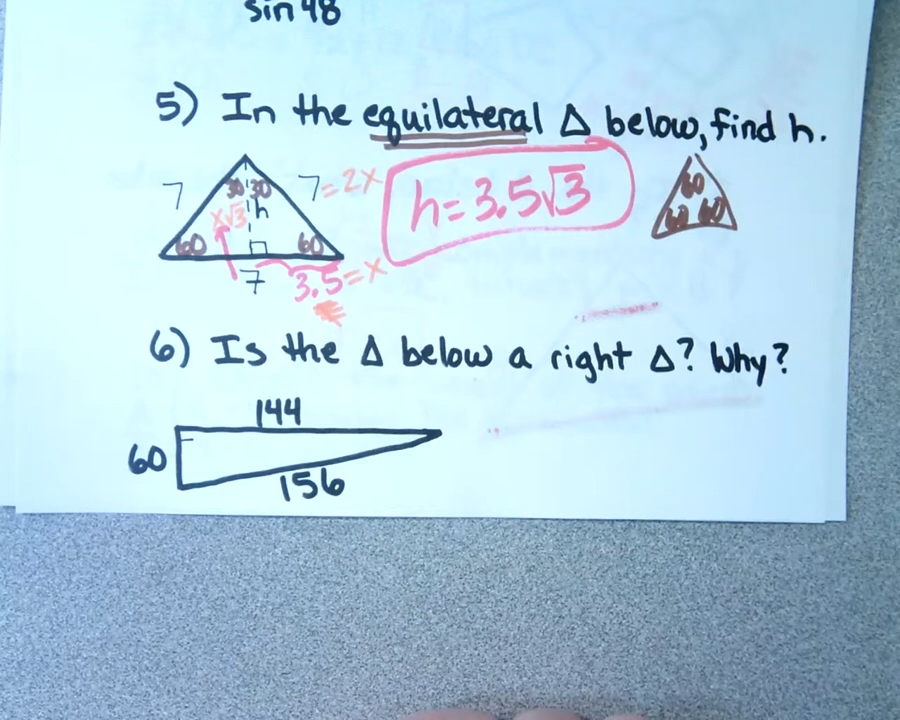 sin 48
5) In the equilateral Δ below, find h.
7
30 30
7=2x
h
x√3
60
60
7
3.5=x
h=3.5√3
60
60 60
6) Is the Δ below a right Δ? Why?
144
60
156